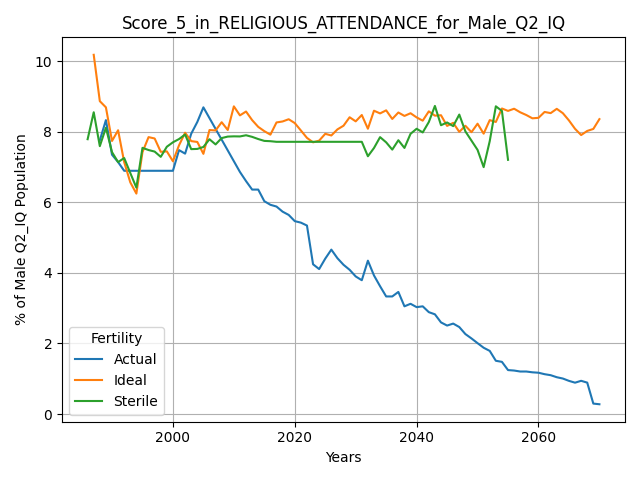 Score_5_in_RELIGIOUS_ATTENDANCE_for_Male_Q2_IQ
% of Male Q2_IQ Population
10
8
6
4
2
0
Fertility
Actual
Ideal
Sterile
2000
2020
2040
2060
Years